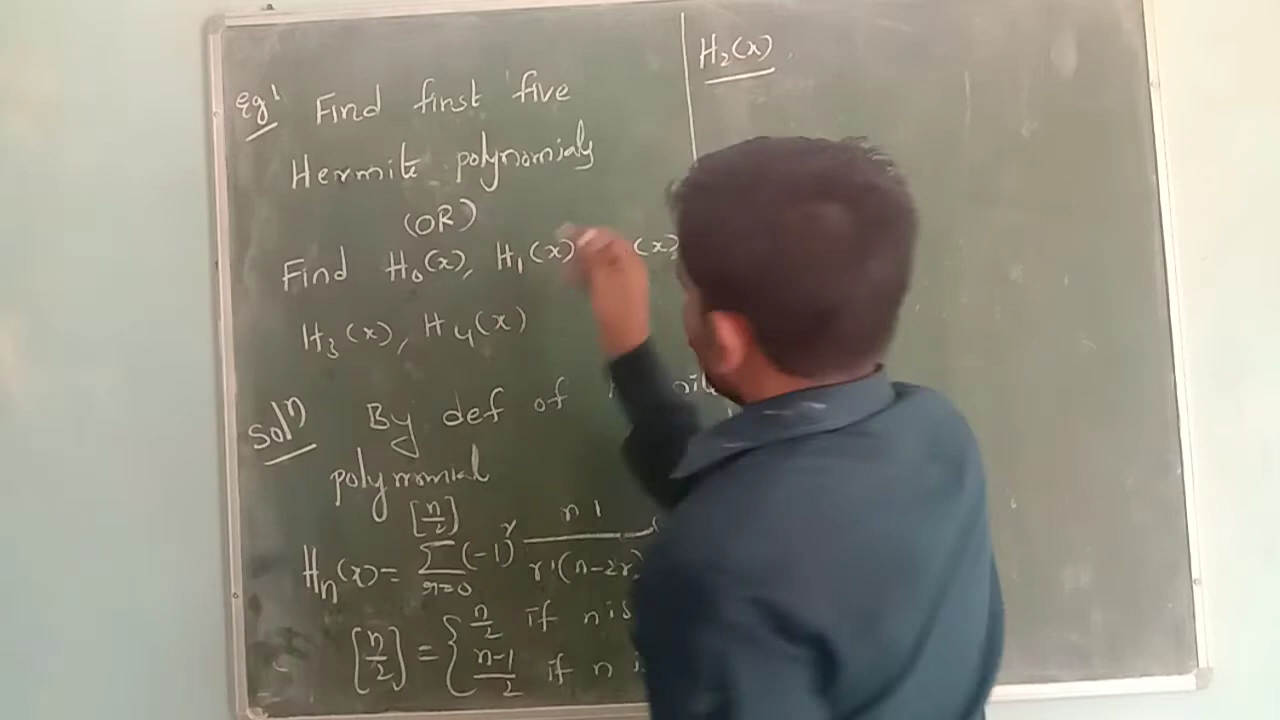 Eg!
Find first five
Hermite polynomials
(OR)
Find H₀(x), H₁(x) (x),
H₃(x), H₄(x)
Solⁿ By def of
polynomial
Hₙ(x) = [n/2] Σ r=0 (-1)^r n! / r!(n-2r)
[n/2] = { n/2 if n is
n-1/2 if n
H₂(x)